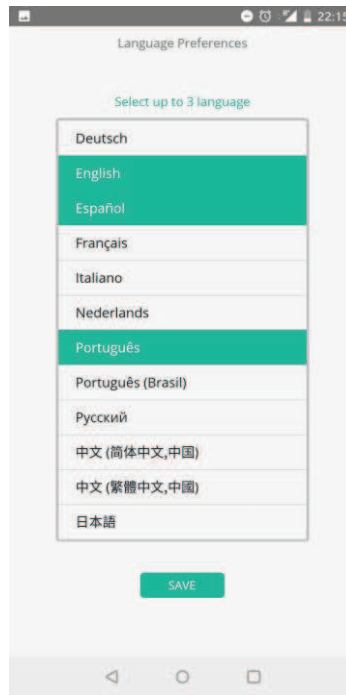 22:15
Language Preferences
Select up to 3 language
Deutsch
English
Español
Français
Italiano
Nederlands
Português
Português (Brasil)
Русский
中文 (简体中文,中国)
中文 (繁體中文,中國)
日本語
SAVE